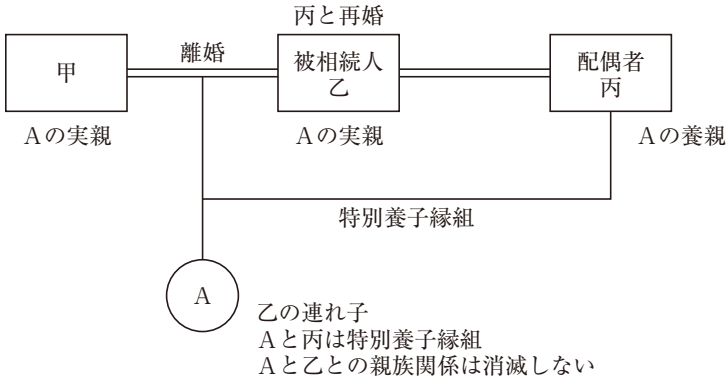 丙と再婚
離婚
甲
被相続人
乙
配偶者
丙
Aの実親
Aの実親
Aの養親
特別養子縁組
A
乙の連れ子
Aと丙は特別養子縁組
Aと乙との親族関係は消滅しない